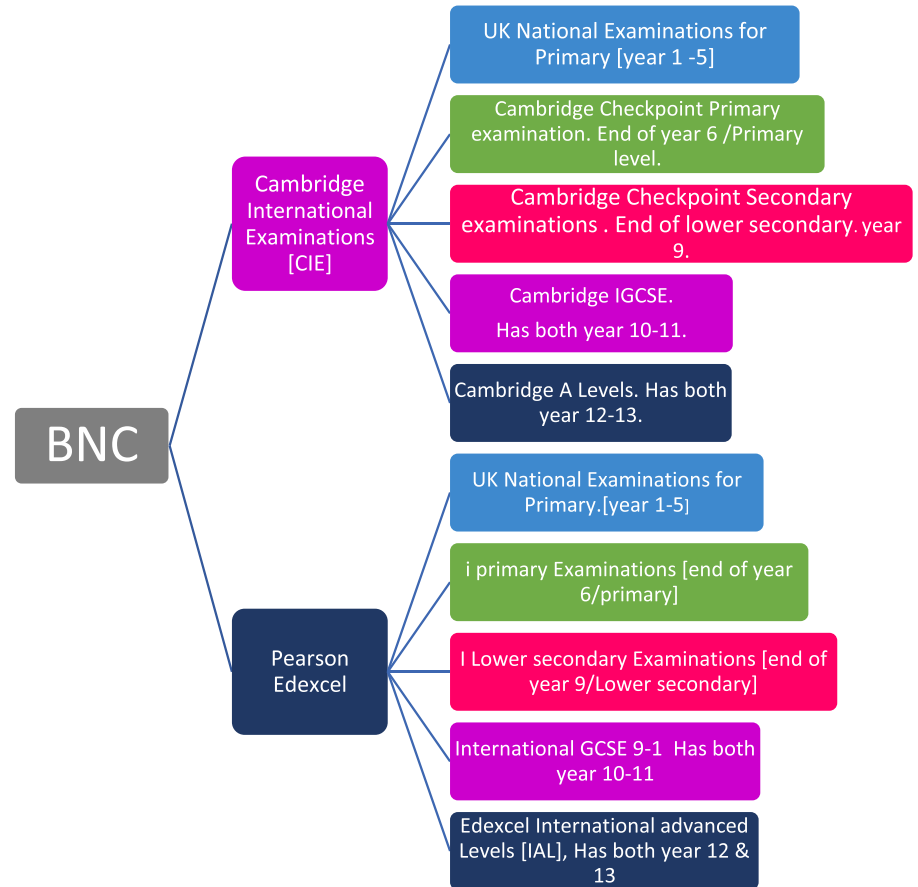 BNC
Cambridge
International
Examinations
[CIE]
UK National Examinations for
Primary [year 1 -5]
Cambridge Checkpoint Primary
examination. End of year 6 /Primary
level.
Cambridge Checkpoint Secondary
examinations . End of lower secondary. year
9.
Cambridge IGCSE.
Has both year 10-11.
Cambridge A Levels. Has both
year 12-13.
Pearson
Edexcel
UK National Examinations for
Primary.[year 1-5]
i primary Examinations [end of year
6/primary]
I Lower secondary Examinations [end of
year 9/Lower secondary]
International GCSE 9-1  Has both
year 10-11
Edexcel International advanced
Levels [IAL], Has both year 12 &
13